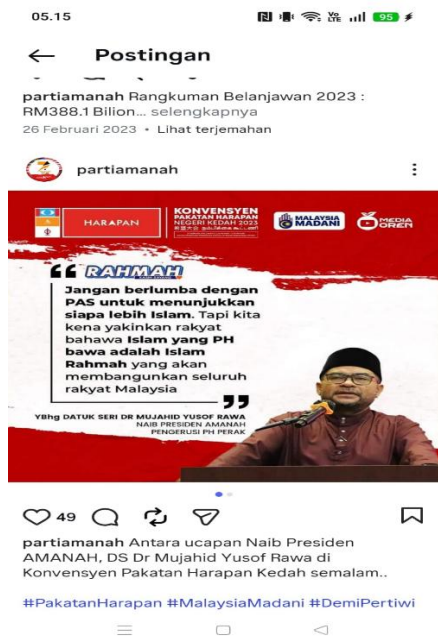 05.15
95
Postingan
partiamanah Rangkuman Belanjawan 2023 :
RM388.1 Bilion... selengkapnya
26 Februari 2023 • Lihat terjemahan
partiamanah
HARAPAN
KONVENSYEN
PAKATAN HARAPAN
NEGERI KEDAH 2023
MALAYSIA
MADANI
MEDIA
OREN
RAHMAH
Jangan berlumba dengan
PAS untuk menunjukkan
siapa lebih Islam. Tapi kita
kena yakinkan rakyat
bahawa Islam yang PH
bawa adalah Islam
Rahmah yang akan
membangunkan seluruh
rakyat Malaysia
YBhg DATUK SERI DR MUJAHID YUSOF RAWA
NAIB PRESIDEN AMANAH
PENGERUSI PH PERAK
49
partiamanah Antara ucapan Naib Presiden
AMANAH, DS Dr Mujahid Yusof Rawa di
Konvensyen Pakatan Harapan Kedah semalam..
#PakatanHarapan #MalaysiaMadani #DemiPertiwi